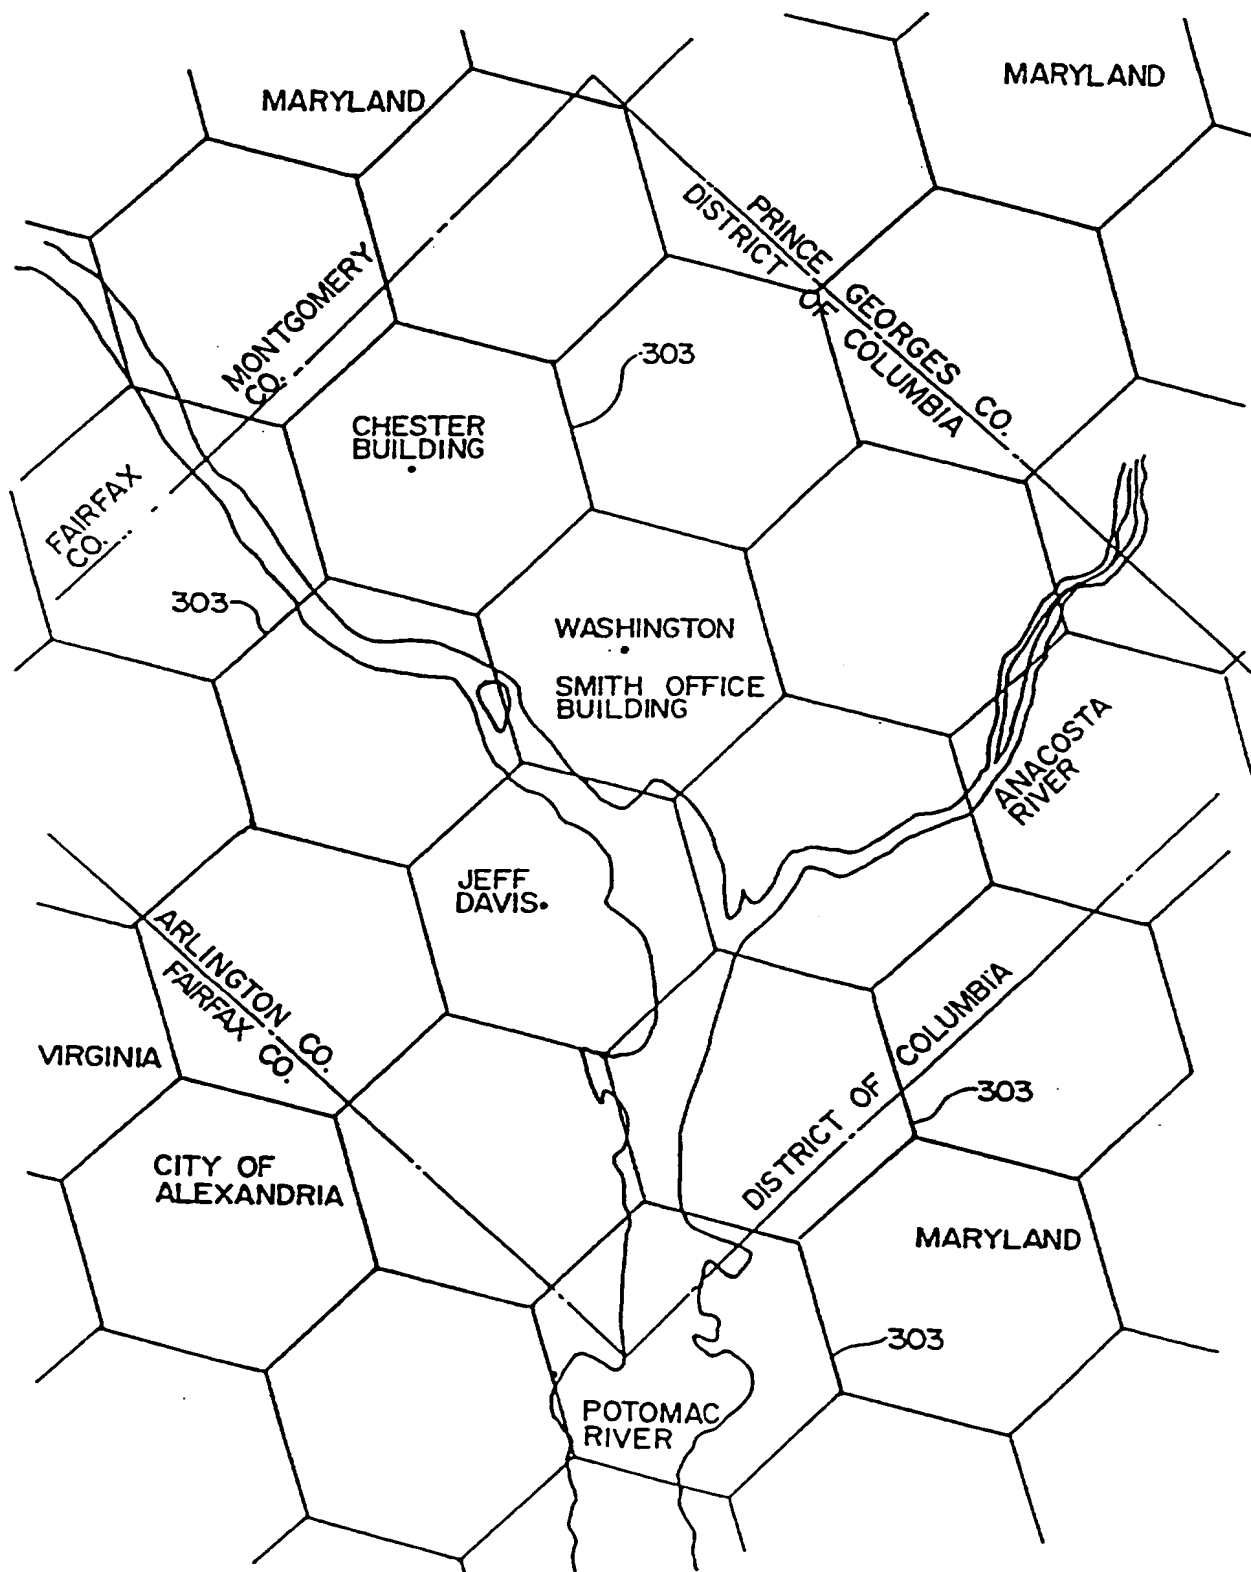 MARYLAND
MARYLAND
PRINCE GEORGES CO.
DISTRICT OF COLUMBIA
MONTGOMERY
CO.
303
CHESTER
BUILDING
FAIRFAX
CO.
303
WASHINGTON
SMITH OFFICE
BUILDING
ANACOSTA
RIVER
JEFF
DAVIS
ARLINGTON CO.
FAIRFAX CO.
VIRGINIA
DISTRICT OF COLUMBIA
303
CITY OF
ALEXANDRIA
MARYLAND
303
POTOMAC
RIVER